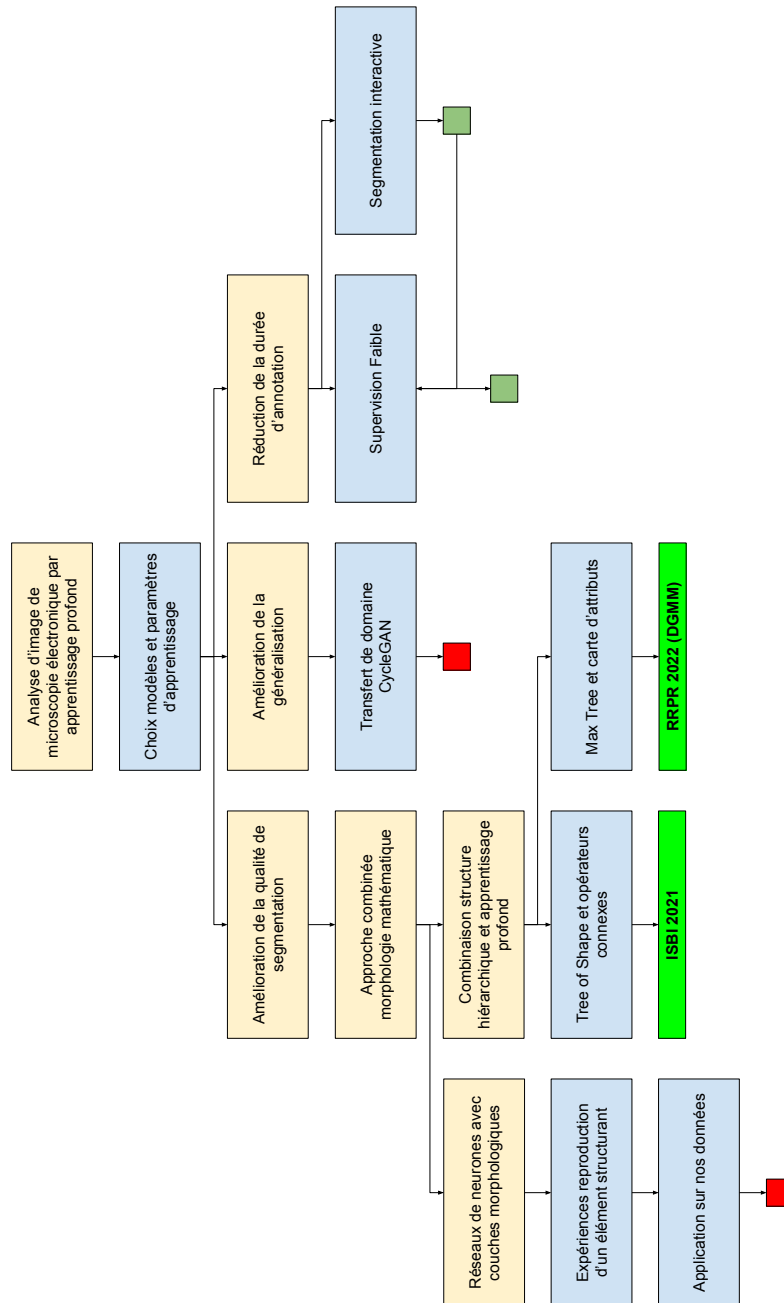 Analyse d'image de
microscopie électronique par
apprentissage profond
Choix modèles et paramètres
d'apprentissage
Amélioration de la qualité de
segmentation
Amélioration de la
généralisation
Réduction de la durée
d'annotation
Approche combinée
morphologie mathématique
Transfert de domaine
CycleGAN
Supervision Faible
Segmentation interactive
Réseaux de neurones avec
couches morphologiques
Combinaison structure
hiérarchique et apprentissage
profond
Expériences reproduction
d'un élément structurant
Tree of Shape et opérateurs
connexes
Max Tree et carte d'attributs
Application sur nos données
ISBI 2021
RRPR 2022 (DGMM)